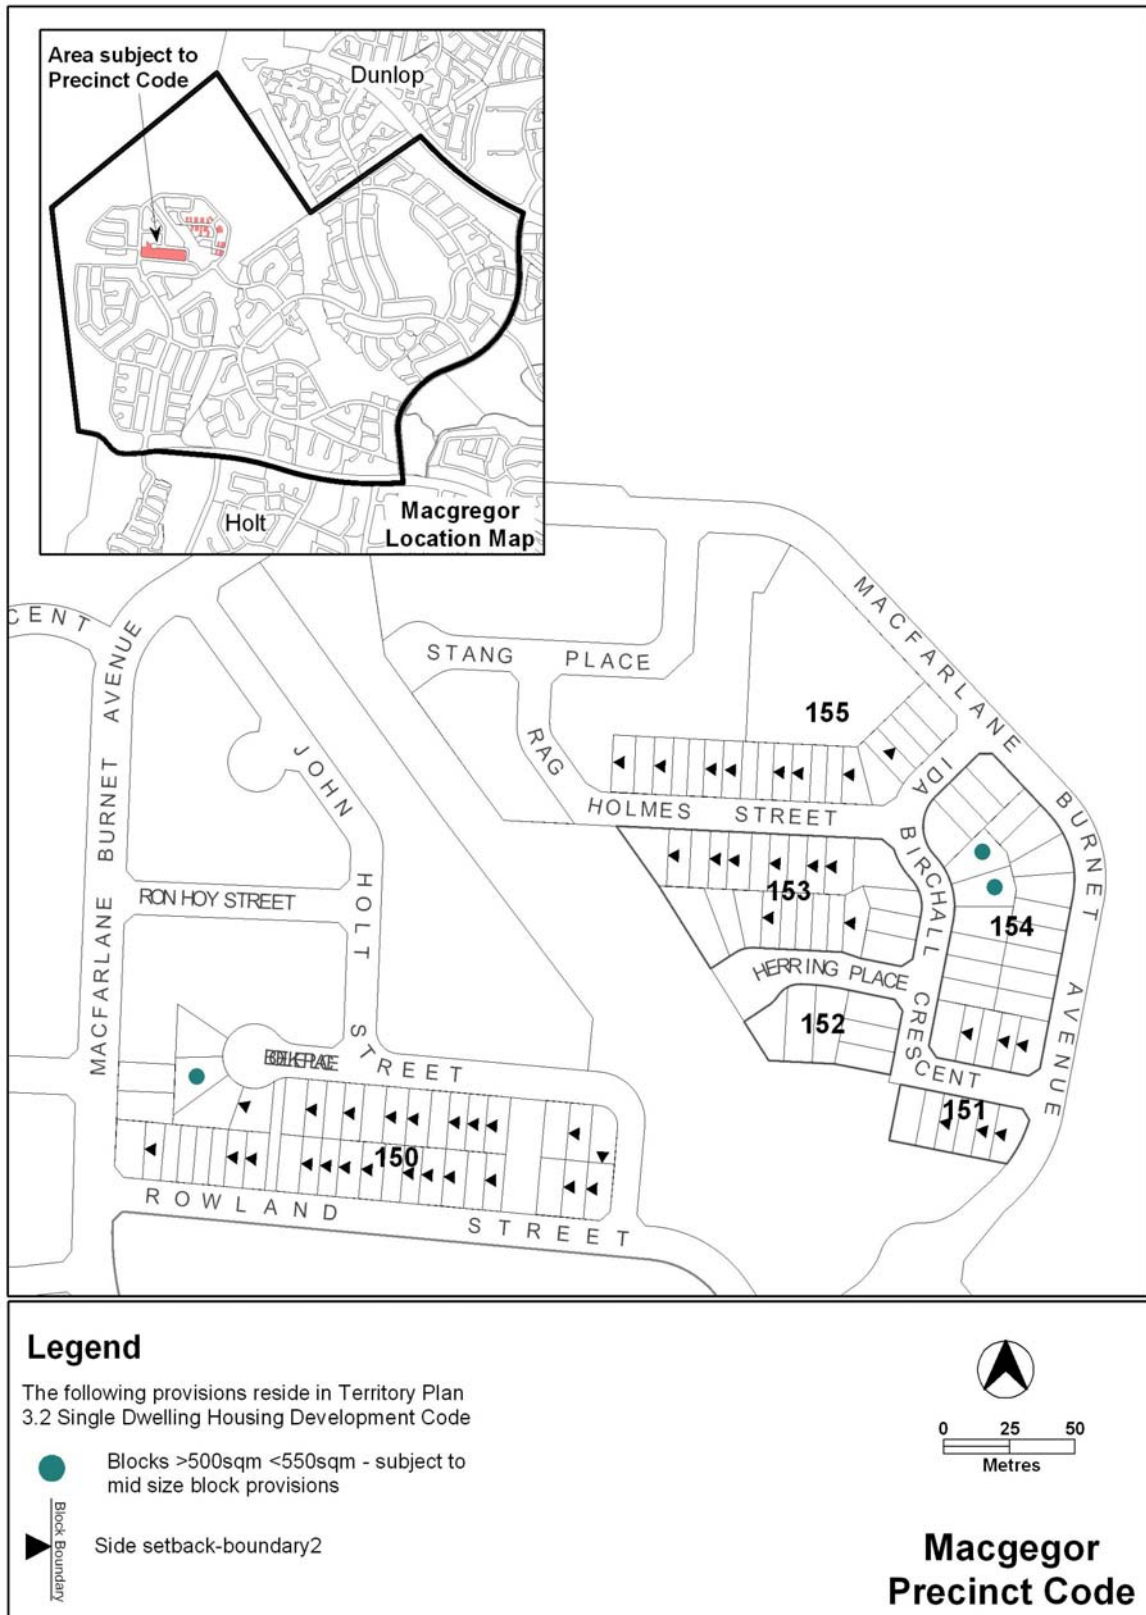 Area subject to
Precinct Code
Dunlop
Holt
Macgregor
Location Map
CENT
MACFARLANE BURNET AVENUE
STANG PLACE
RAG
JOHN
HOLT
STREET
RON HOY STREET
HOLMES STREET
155
IDA
BIRCHALL
CRESCENT
MACFARLANE
BURNET
AVENUE
153
154
HERRING PLACE
152
151
150
ROWLAND STREET
Legend
The following provisions reside in Territory Plan
3.2 Single Dwelling Housing Development Code
Blocks >500sqm <550sqm - subject to
mid size block provisions
Block Boundary
Side setback-boundary2
0 25 50
Metres
Macgegor
Precinct Code